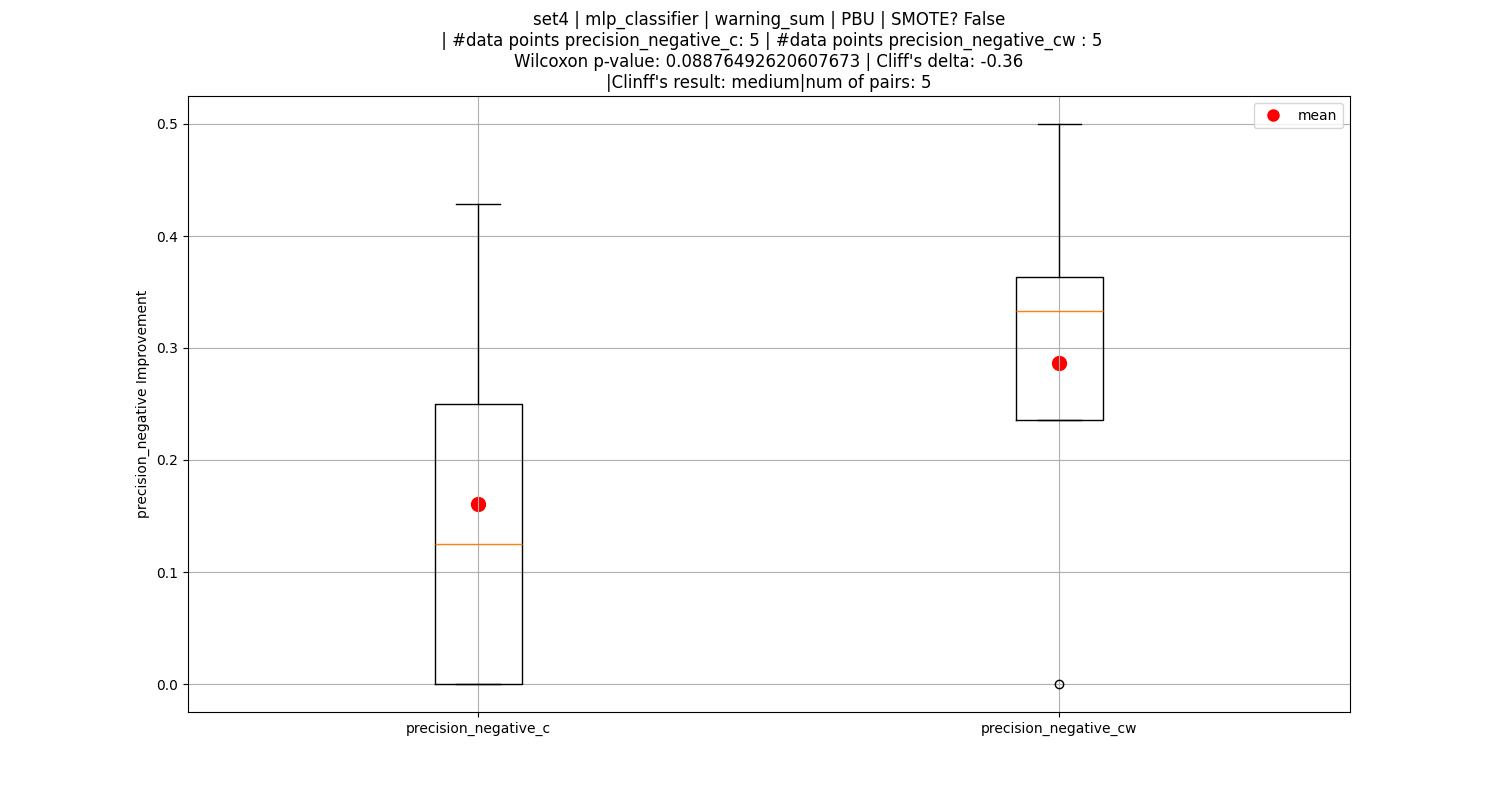 set4 | mlp_classifier | warning_sum | PBU | SMOTE? False
| #data points precision_negative_c: 5 | #data points precision_negative_cw : 5
Wilcoxon p-value: 0.08876492620607673 | Cliff's delta: -0.36
|Clinff's result: medium|num of pairs: 5
mean
precision_negative Improvement
0.5
0.4
0.3
0.2
0.1
0.0
precision_negative_c
precision_negative_cw